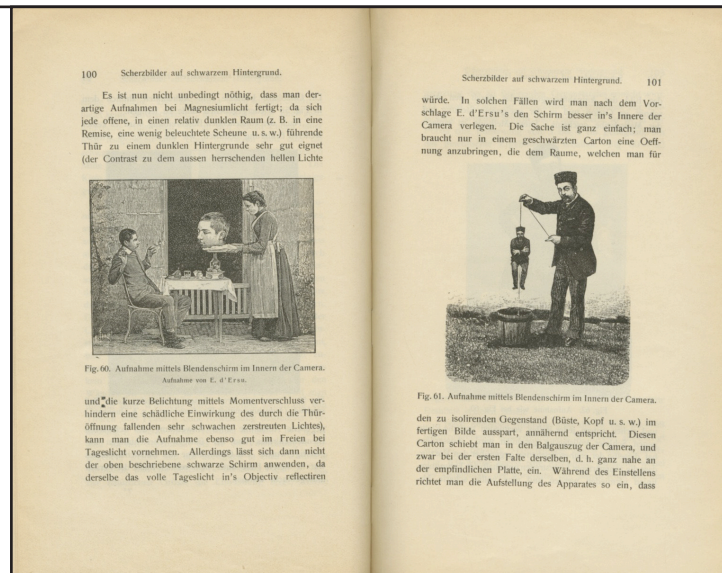 100 Scherzbilder auf schwarzem Hintergrund.
Es ist nun nicht unbedingt nöthig, dass man der-
artige Aufnahmen bei Magnesiumlicht fertigt; da sich
jede offene, in einen relativ dunklen Raum (z. B. in eine
Remise, eine wenig beleuchtete Scheune u. s. w.) führende
Thür zu einem dunklen Hintergrunde sehr gut eignet
(der Contrast zu dem aussen herrschenden hellen Lichte
Fig. 60. Aufnahme mittels Blendenschirm im Innern der Camera.
Aufnahme von E. d'Ersu.
und die kurze Belichtung mittels Momentverschluss ver-
hindern eine schädliche Einwirkung des durch die Thür-
öffnung fallenden sehr schwachen zerstreuten Lichtes),
kann man die Aufnahme ebenso gut im Freien bei
Tageslicht vornehmen. Allerdings lässt sich dann nicht
der oben beschriebene schwarze Schirm anwenden, da
derselbe das volle Tageslicht in's Objectiv reflectiren
Scherzbilder auf schwarzem Hintergrund. 101
würde. In solchen Fällen wird man nach dem Vor-
schlage E. d'Ersu's den Schirm besser in's Innere der
Camera verlegen. Die Sache ist ganz einfach; man
braucht nur in einem geschwärzten Carton eine Oeff-
nung anzubringen, die dem Raume, welchen man für
Fig. 61. Aufnahme mittels Blendenschirm im Innern der Camera.
den zu isolirenden Gegenstand (Büste, Kopf u. s. w.) im
fertigen Bilde ausspart, annähernd entspricht. Diesen
Carton schiebt man in den Balgauszug der Camera, und
zwar bei der ersten Falte derselben, d. h. ganz nahe an
der empfindlichen Platte, ein. Während des Einstellens
richtet man die Aufstellung des Apparates so ein, dass